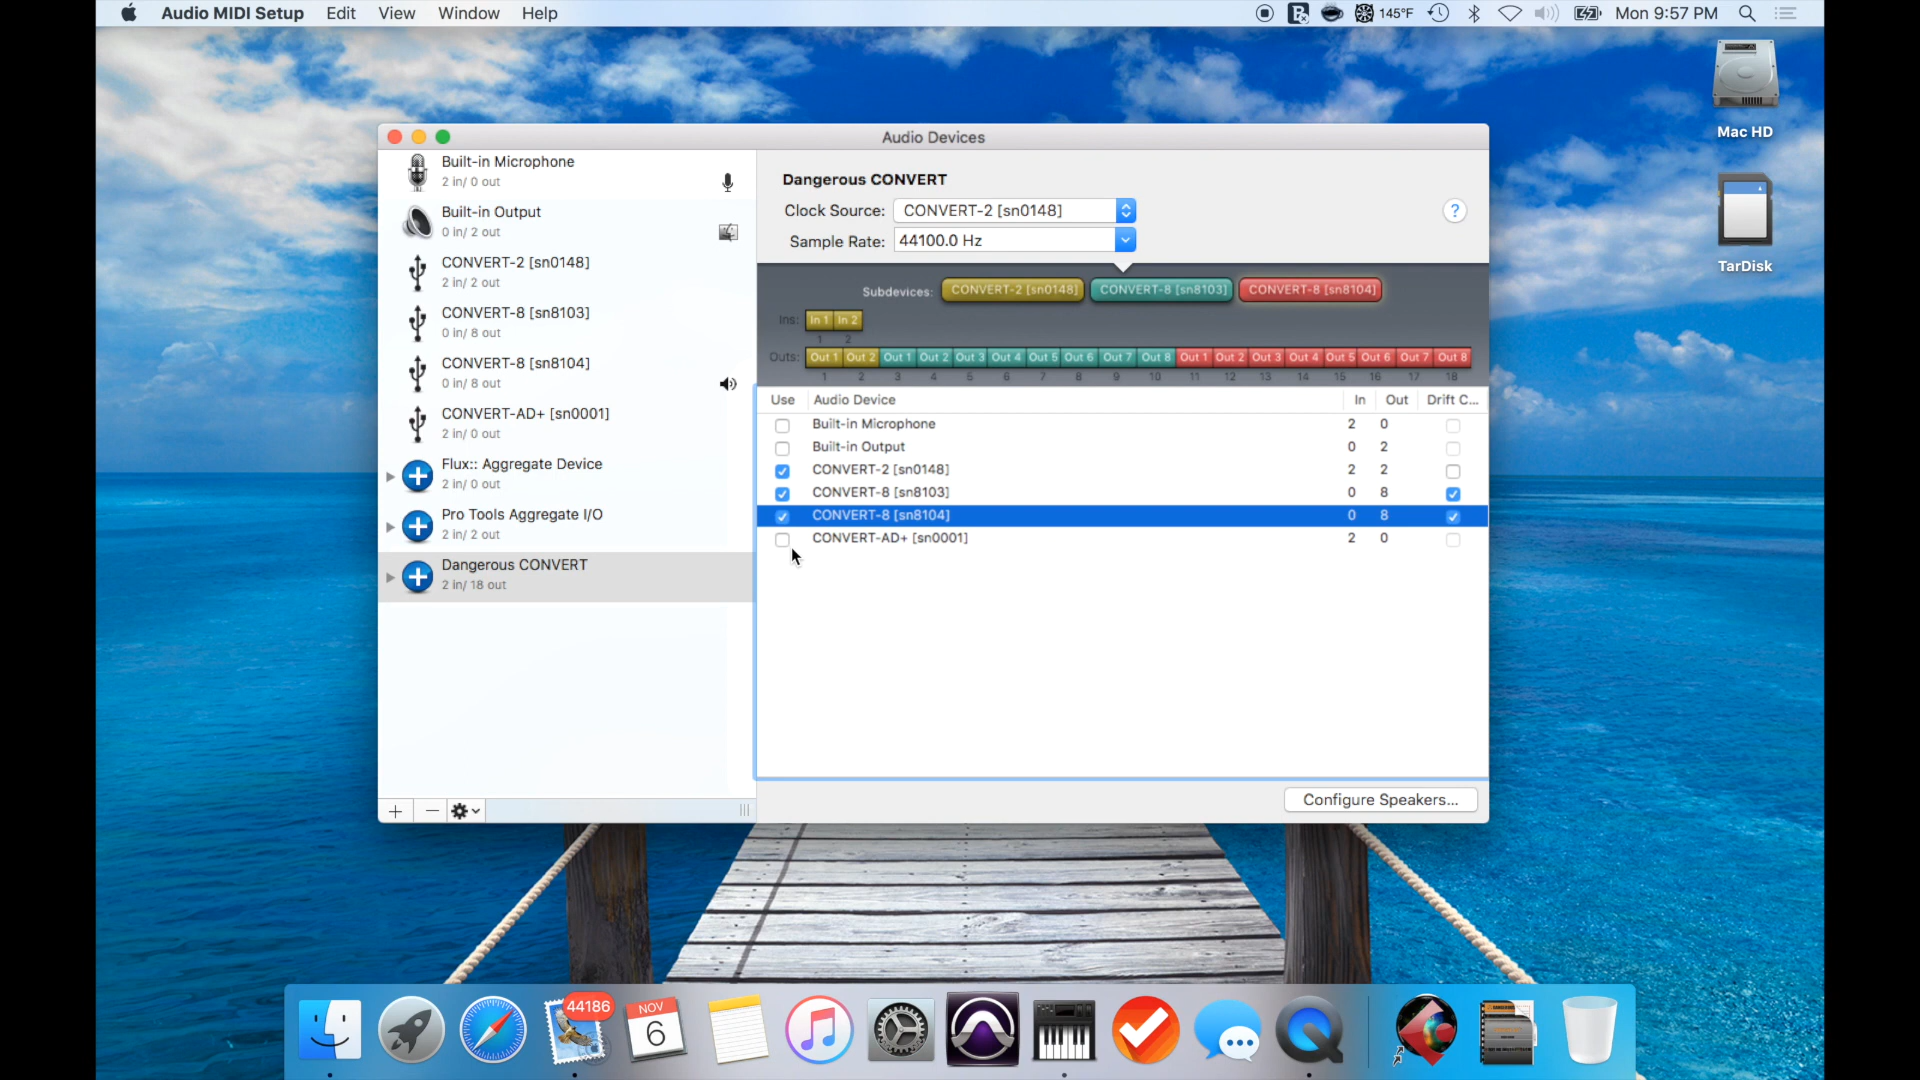 Audio MIDI Setup Edit View Window Help 145°F Mon 9:57 PM
Mac HD
TarDisk
Audio Devices
Built-in Microphone
2 in/ 0 out
Built-in Output
0 in/ 2 out
CONVERT-2 [sn0148]
2 in/ 2 out
CONVERT-8 [sn8103]
0 in/ 8 out
CONVERT-8 [sn8104]
0 in/ 8 out
CONVERT-AD+ [sn0001]
2 in/ 0 out
Flux:: Aggregate Device
2 in/ 0 out
Pro Tools Aggregate I/O
2 in/ 2 out
Dangerous CONVERT
2 in/ 18 out
Dangerous CONVERT
Clock Source: CONVERT-2 [sn0148]
?
Sample Rate: 44100.0 Hz
Subdevices: CONVERT-2 [sn0148] CONVERT-8 [sn8103] CONVERT-8 [sn8104]
Ins: In 1 In 2
1 2
Outs: Out 1 Out 2 Out 1 Out 2 Out 3 Out 4 Out 5 Out 6 Out 7 Out 8 Out 1 Out 2 Out 3 Out 4 Out 5 Out 6 Out 7 Out 8
1 2 3 4 5 6 7 8 9 10 11 12 13 14 15 16 17 18
Use Audio Device In Out Drift C...
Built-in Microphone 2 0
Built-in Output 0 2
CONVERT-2 [sn0148] 2 2
CONVERT-8 [sn8103] 0 8
CONVERT-8 [sn8104] 0 8
CONVERT-AD+ [sn0001] 2 0
Configure Speakers...
44186
NOV
6